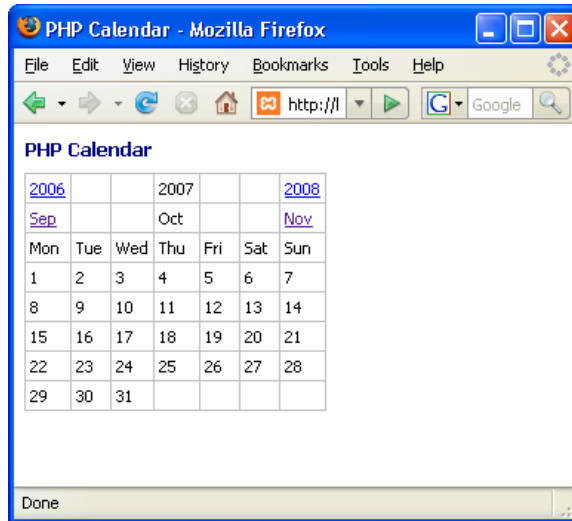 PHP Calendar - Mozilla Firefox
File Edit View History Bookmarks Tools Help
http://l G Google
PHP Calendar
2006 2007 2008
Sep Oct Nov
Mon Tue Wed Thu Fri Sat Sun
1 2 3 4 5 6 7
8 9 10 11 12 13 14
15 16 17 18 19 20 21
22 23 24 25 26 27 28
29 30 31
Done